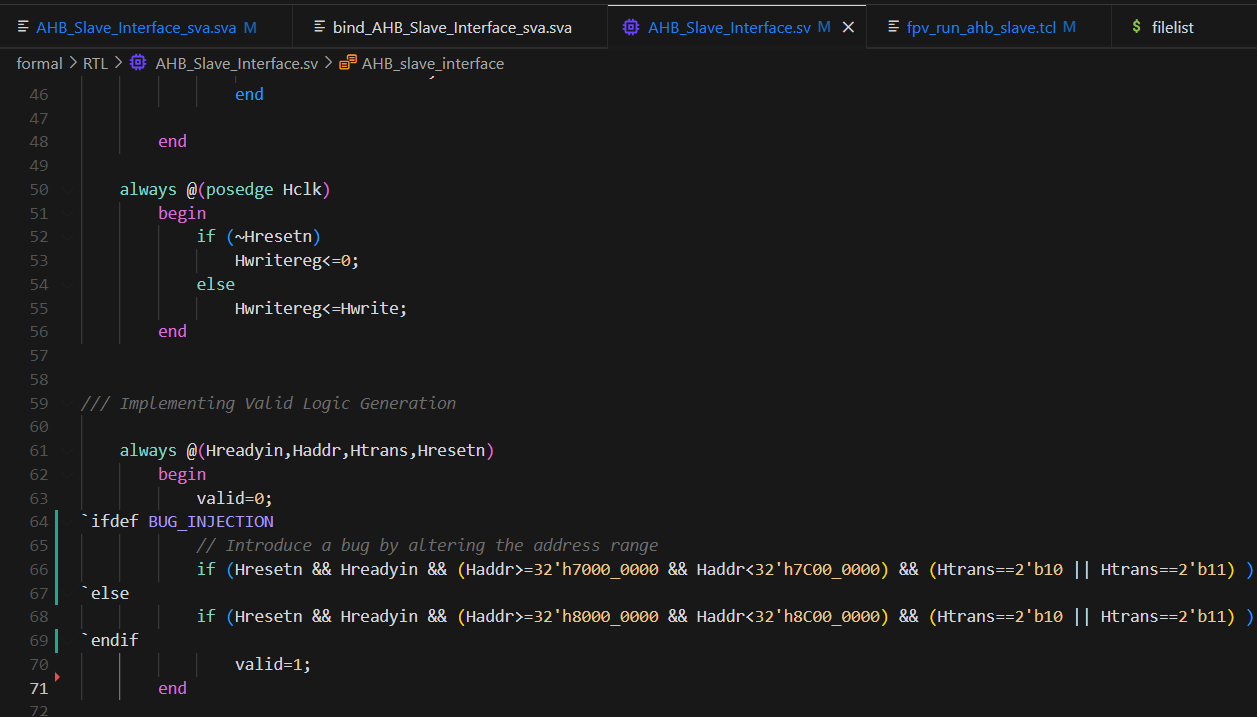 AHB_Slave_Interface_sva.sva M bind_AHB_Slave_Interface_sva.sva AHB_Slave_Interface.sv M fpv_run_ahb_slave.tcl M $ filelist
formal > RTL > AHB_Slave_Interface.sv > AHB_slave_interface
46 end
47
48 end
49
50 always @(posedge Hclk)
51 begin
52 if (~Hresetn)
53 Hwritereg<=0;
54 else
55 Hwritereg<=Hwrite;
56 end
57
58
59 /// Implementing Valid Logic Generation
60
61 always @(Hreadyin,Haddr,Htrans,Hresetn)
62 begin
63 valid=0;
64 `ifdef BUG_INJECTION
65 // Introduce a bug by altering the address range
66 if (Hresetn && Hreadyin && (Haddr>=32'h7000_0000 && Haddr<32'h7C00_0000) && (Htrans==2'b10 || Htrans==2'b11) )
67 `else
68 if (Hresetn && Hreadyin && (Haddr>=32'h8000_0000 && Haddr<32'h8C00_0000) && (Htrans==2'b10 || Htrans==2'b11) )
69 `endif
70 valid=1;
71 end
72